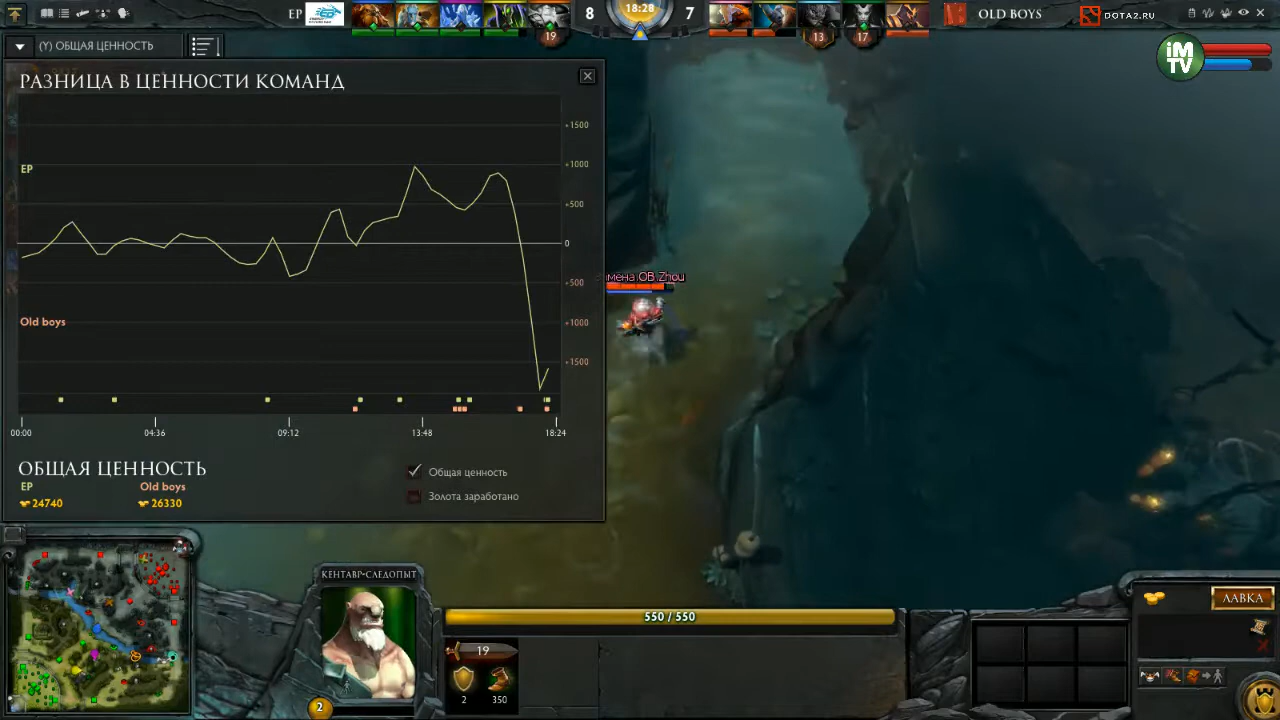 EP
8
18:28
7
OLD BOYS
DOTA2.RU
19
13
17
(Y) ОБЩАЯ ЦЕННОСТЬ
iM
TV
РАЗНИЦА В ЦЕННОСТИ КОМАНД
+1500
EP
+1000
+500
0
+500
Old boys
+1000
+1500
00:00
04:36
09:12
13:48
18:24
ОБЩАЯ ЦЕННОСТЬ
EP
Old boys
24740
26330
Общая ценность
Золота заработано
мена.OB.Zhou
КЕНТАВР-СЛЕДОПЫТ
550 / 550
19
2
350
2
ЛАВКА